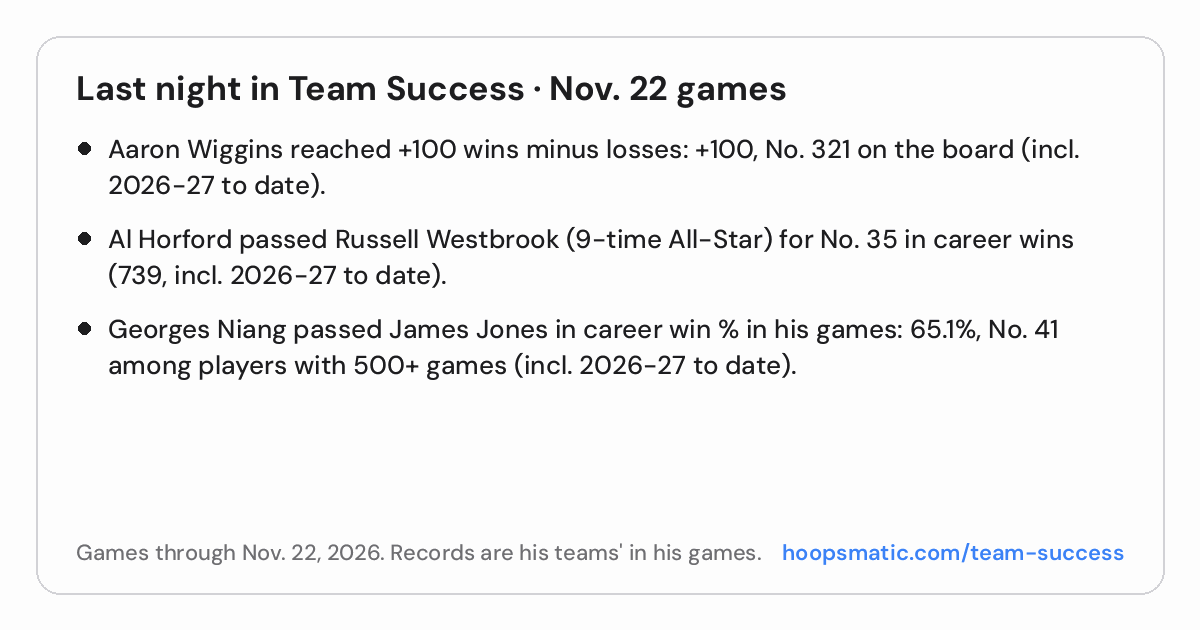 Last night in Team Success · Nov. 22 games
● Aaron Wiggins reached +100 wins minus losses: +100, No. 321 on the board (incl.
2026-27 to date).
● Al Horford passed Russell Westbrook (9-time All-Star) for No. 35 in career wins
(739, incl. 2026-27 to date).
● Georges Niang passed James Jones in career win % in his games: 65.1%, No. 41
among players with 500+ games (incl. 2026-27 to date).
Games through Nov. 22, 2026. Records are his teams' in his games. hoopsmatic.com/team-success